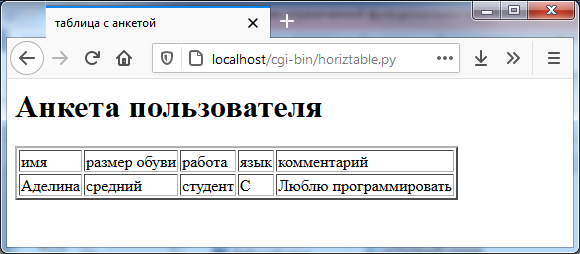 таблица с анкетой
localhost/cgi-bin/horiztable.py
Анкета пользователя
имя размер обуви работа язык комментарий
Аделина средний студент C Люблю программировать